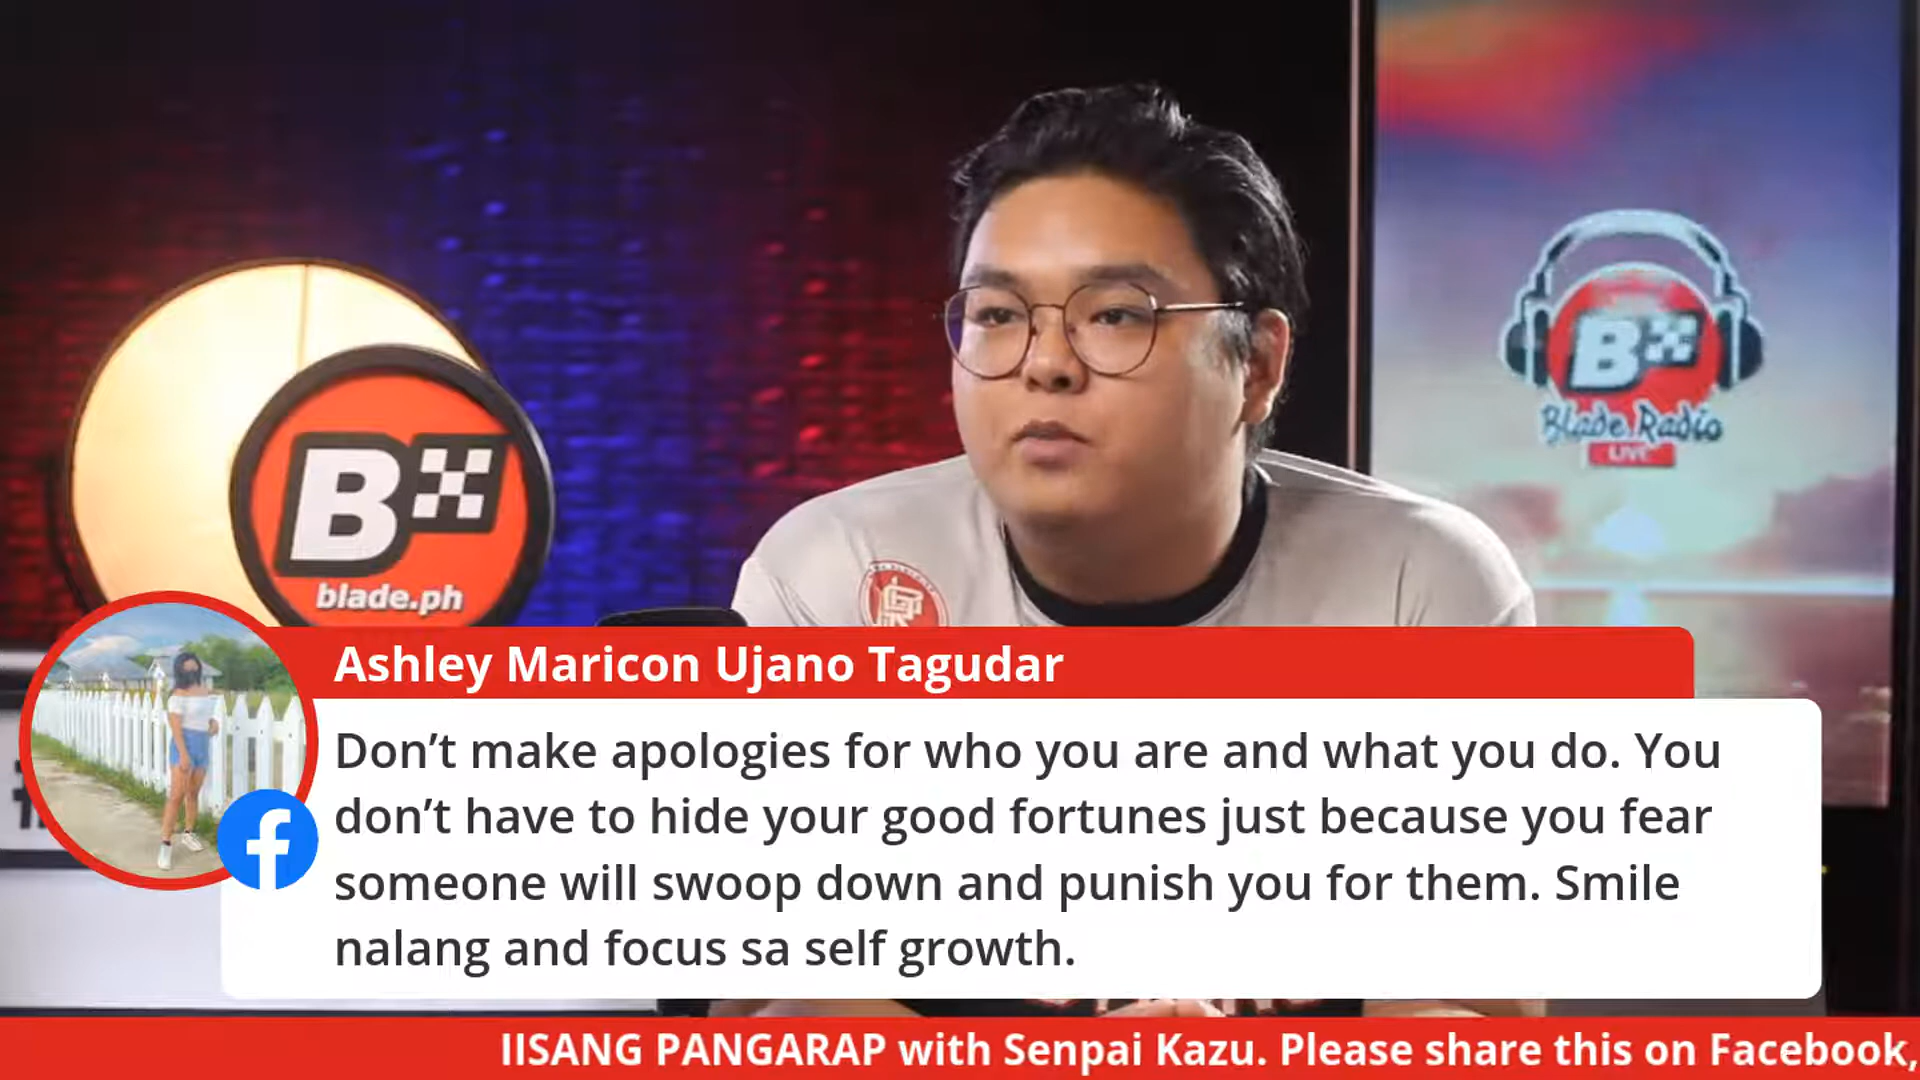 B
blade.ph
B
Blade Radio
LIVE
Ashley Maricon Ujano Tagudar
Don’t make apologies for who you are and what you do. You
don’t have to hide your good fortunes just because you fear
someone will swoop down and punish you for them. Smile
nalang and focus sa self growth.
IISANG PANGARAP with Senpai Kazu. Please share this on Facebook,